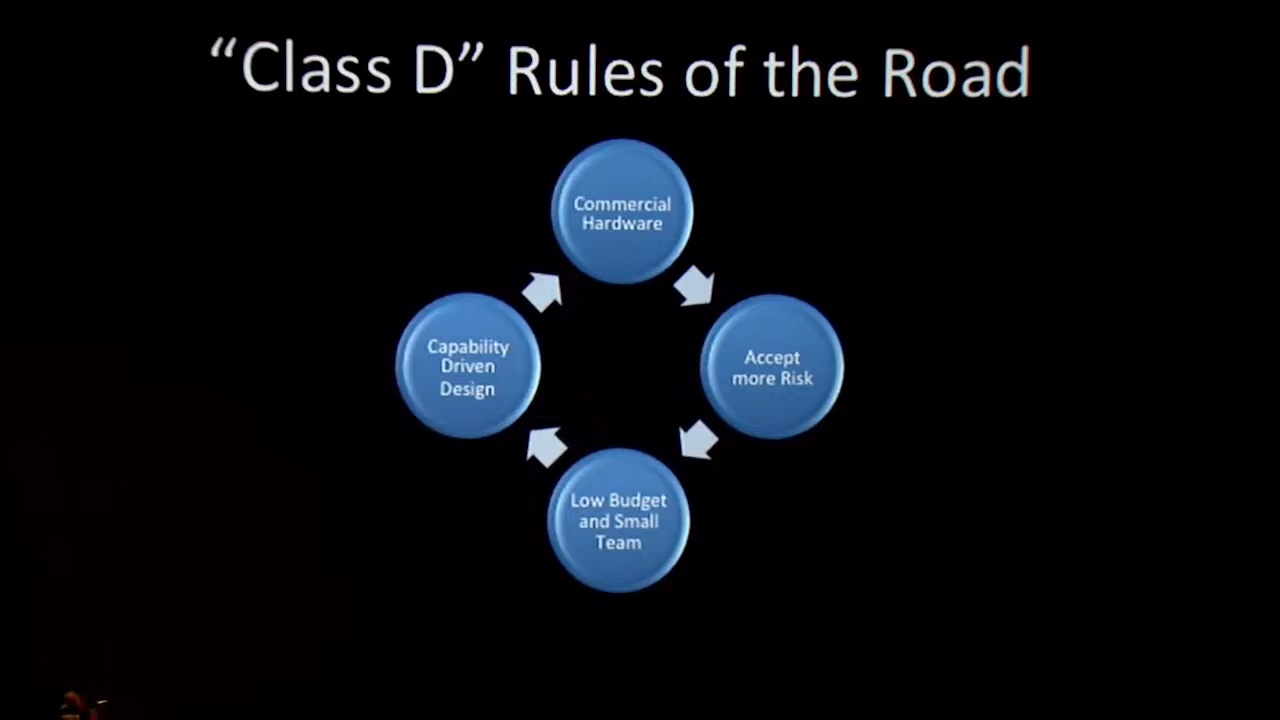 “Class D” Rules of the Road
Commercial
Hardware
Accept
more Risk
Low Budget
and Small
Team
Capability
Driven
Design